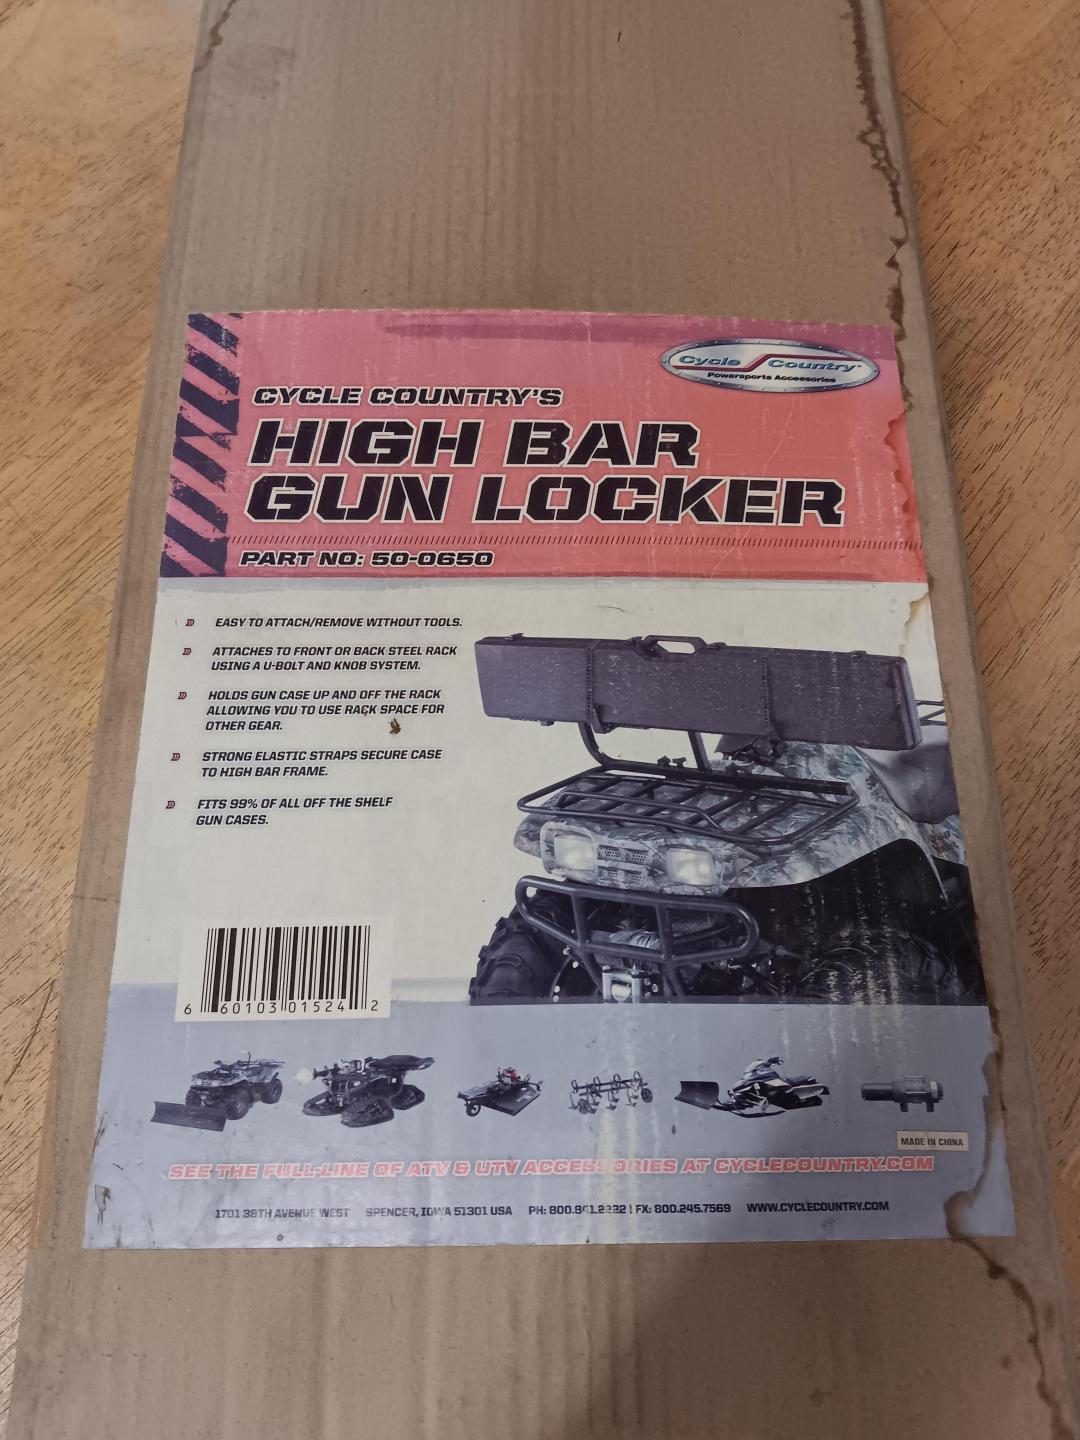 Cycle Country™
Powersports Accessories
CYCLE COUNTRY'S
HIGH BAR
GUN LOCKER
PART NO: 50-0650
EASY TO ATTACH/REMOVE WITHOUT TOOLS.
ATTACHES TO FRONT OR BACK STEEL RACK
USING A U-BOLT AND KNOB SYSTEM.
HOLDS GUN CASE UP AND OFF THE RACK
ALLOWING YOU TO USE RACK SPACE FOR
OTHER GEAR.
STRONG ELASTIC STRAPS SECURE CASE
TO HIGH BAR FRAME.
FITS 99% OF ALL OFF THE SHELF
GUN CASES.
6 60103 01524 2
MADE IN CHINA
SEE THE FULL-LINE OF ATV & UTV ACCESSORIES AT CYCLECOUNTRY.COM
1701 38TH AVENUE WEST SPENCER, IOWA 51301 USA PH: 800.841.2222 | FX: 800.245.7569 WWW.CYCLECOUNTRY.COM